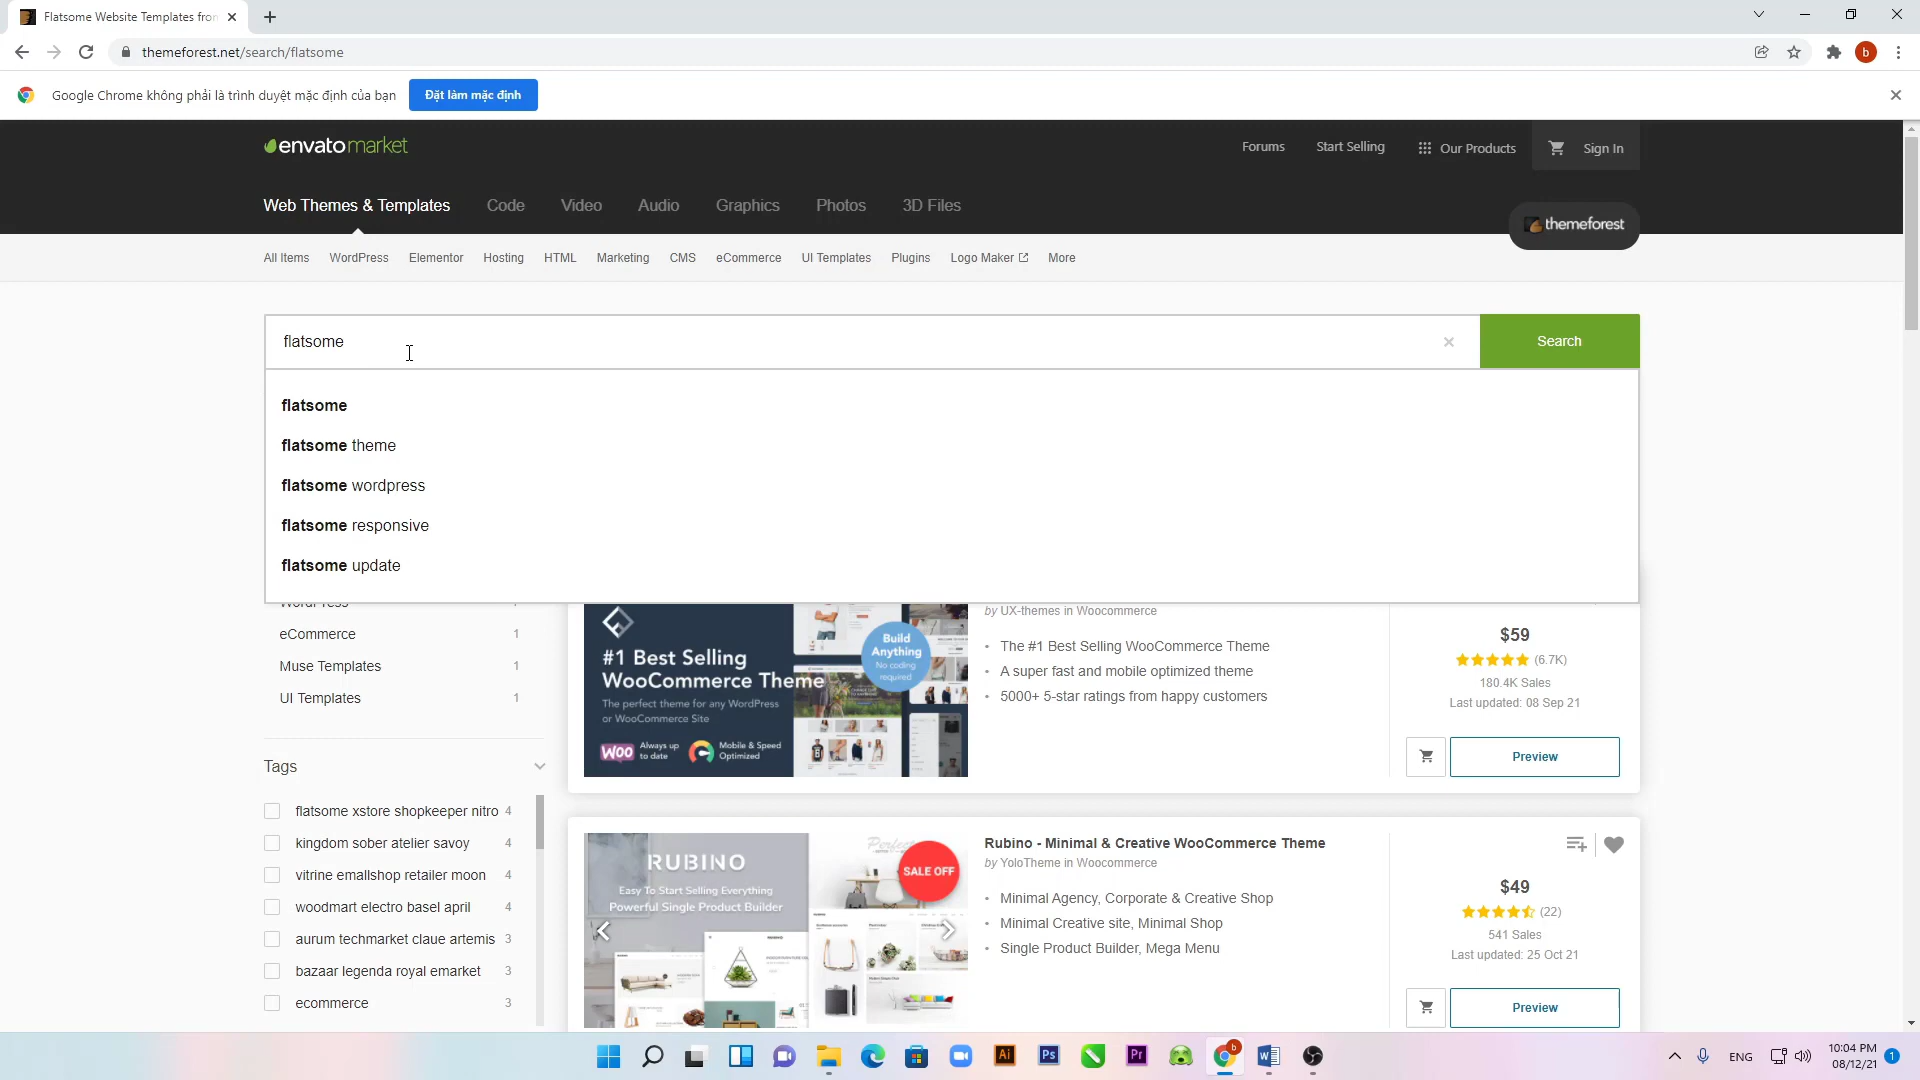 Flatsome Website Templates from
themeforest.net/search/flatsome
b
Google Chrome không phải là trình duyệt mặc định của bạn
Đặt làm mặc định
envatomarket
Forums
Start Selling
Our Products
Sign In
Web Themes & Templates
Code
Video
Audio
Graphics
Photos
3D Files
themeforest
All Items
WordPress
Elementor
Hosting
HTML
Marketing
CMS
eCommerce
UI Templates
Plugins
Logo Maker
More
flatsome
Search
flatsome
flatsome theme
flatsome wordpress
flatsome responsive
flatsome update
WordPress
eCommerce 1
Muse Templates 1
UI Templates 1
Tags
flatsome xstore shopkeeper nitro 4
kingdom sober atelier savoy 4
vitrine emallshop retailer moon 4
woodmart electro basel april 4
aurum techmarket claue artemis 3
bazaar legenda royal emarket 3
ecommerce 3
#1 Best Selling
WooCommerce Theme
The perfect theme for any WordPress
or WooCommerce Site
WOO
Always up
to date
Mobile & Speed
Optimized
Build
Anything
No coding
required
by UX-themes in Woocommerce
• The #1 Best Selling WooCommerce Theme
• A super fast and mobile optimized theme
• 5000+ 5-star ratings from happy customers
$59
(6.7K)
180.4K Sales
Last updated: 08 Sep 21
Preview
RUBINO
Easy To Start Selling Everything
Powerful Single Product Builder
SALE OFF
Rubino - Minimal & Creative WooCommerce Theme
by YoloTheme in Woocommerce
• Minimal Agency, Corporate & Creative Shop
• Minimal Creative site, Minimal Shop
• Single Product Builder, Mega Menu
$49
(22)
541 Sales
Last updated: 25 Oct 21
Preview
Ai
Ps
Pr
b
ENG
10:04 PM
08/12/21
1